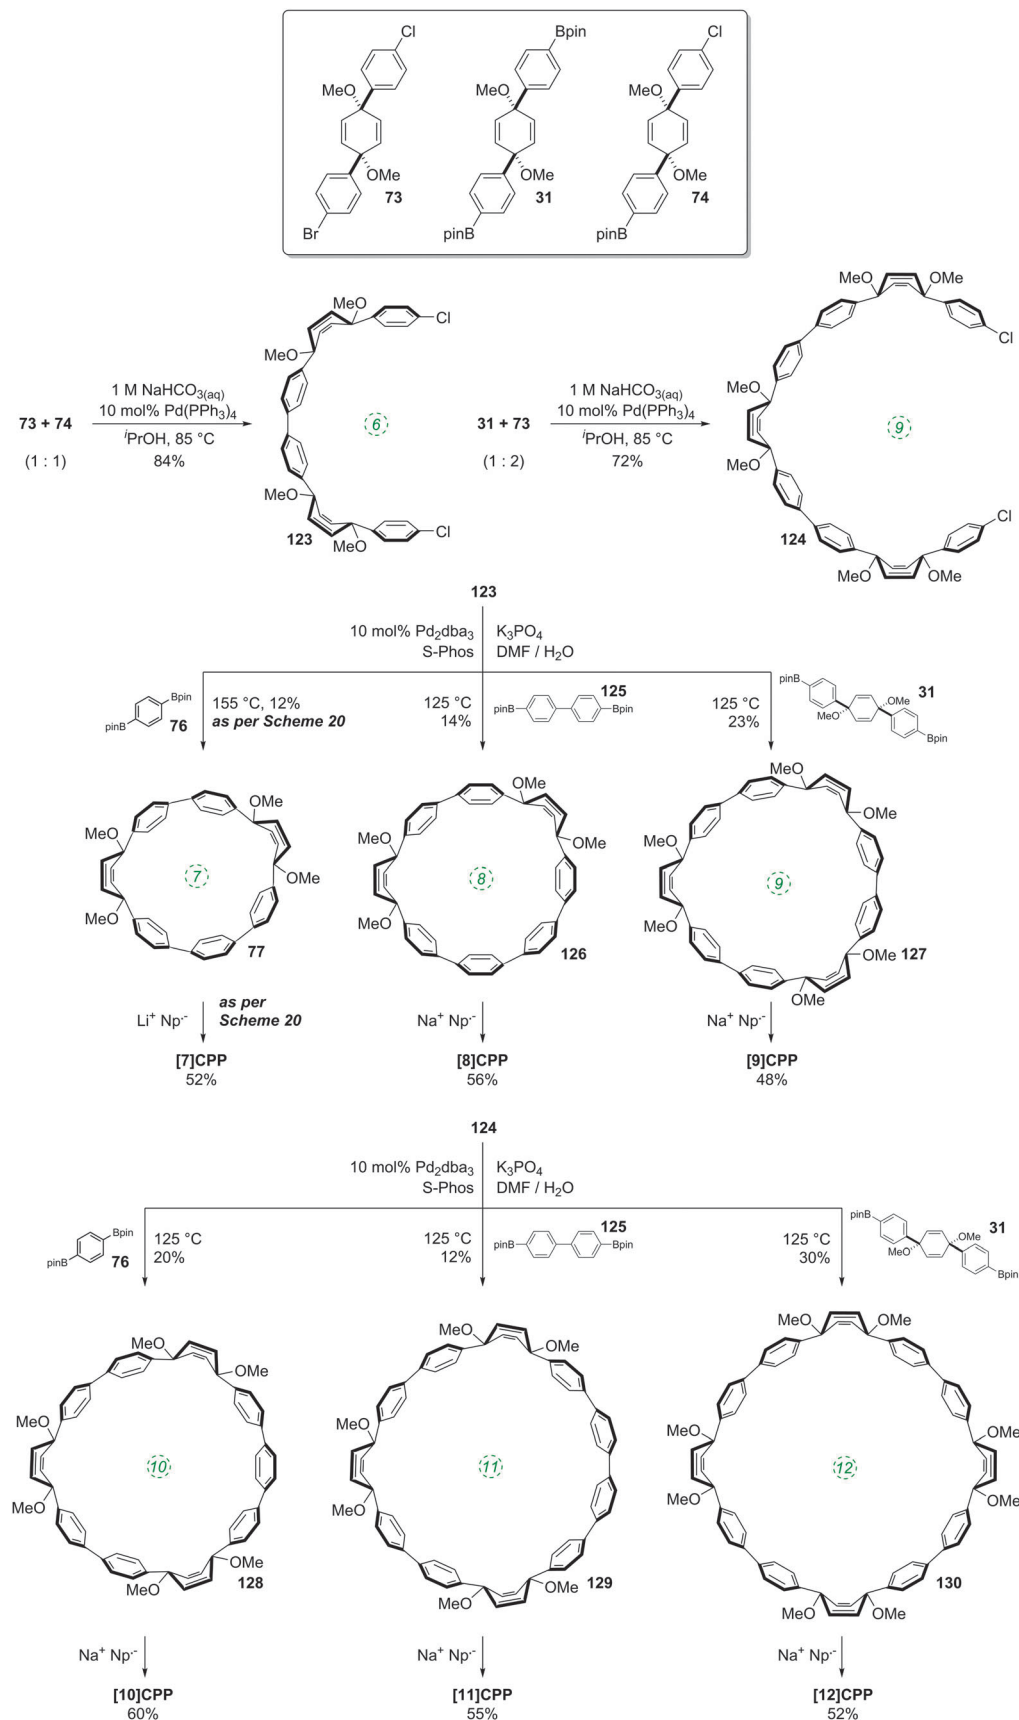 Cl
MeO
OMe
73
Br
Bpin
MeO
OMe
31
pinB
Cl
MeO
OMe
74
pinB
73 + 74
(1 : 1)
1 M NaHCO3(aq)
10 mol% Pd(PPh3)4
iPrOH, 85 °C
84%
MeO
Cl
MeO
6
MeO
Cl
123
MeO
31 + 73
(1 : 2)
1 M NaHCO3(aq)
10 mol% Pd(PPh3)4
iPrOH, 85 °C
72%
MeO
OMe
Cl
MeO
9
MeO
Cl
124
MeO
OMe
123
10 mol% Pd2dba3
K3PO4
S-Phos
DMF / H2O
Bpin
pinB
76
155 °C, 12%
as per Scheme 20
125 °C
14%
125
pinB
Bpin
125 °C
23%
pinB
31
OMe
MeO
Bpin
OMe
MeO
7
OMe
MeO
77
OMe
MeO
OMe
8
MeO
126
MeO
OMe
MeO
9
MeO
OMe
127
MeO
Li+ Np·-
as per
Scheme 20
Na+ Np·-
Na+ Np·-
[7]CPP
52%
[8]CPP
56%
[9]CPP
48%
124
10 mol% Pd2dba3
K3PO4
S-Phos
DMF / H2O
Bpin
pinB
76
125 °C
20%
125 °C
12%
125
pinB
Bpin
125 °C
30%
pinB
31
OMe
MeO
Bpin
MeO
OMe
MeO
10
MeO
OMe
MeO
128
MeO
OMe
MeO
11
MeO
OMe
MeO
129
MeO
OMe
MeO
OMe
12
MeO
OMe
130
MeO
OMe
Na+ Np·-
Na+ Np·-
Na+ Np·-
[10]CPP
60%
[11]CPP
55%
[12]CPP
52%